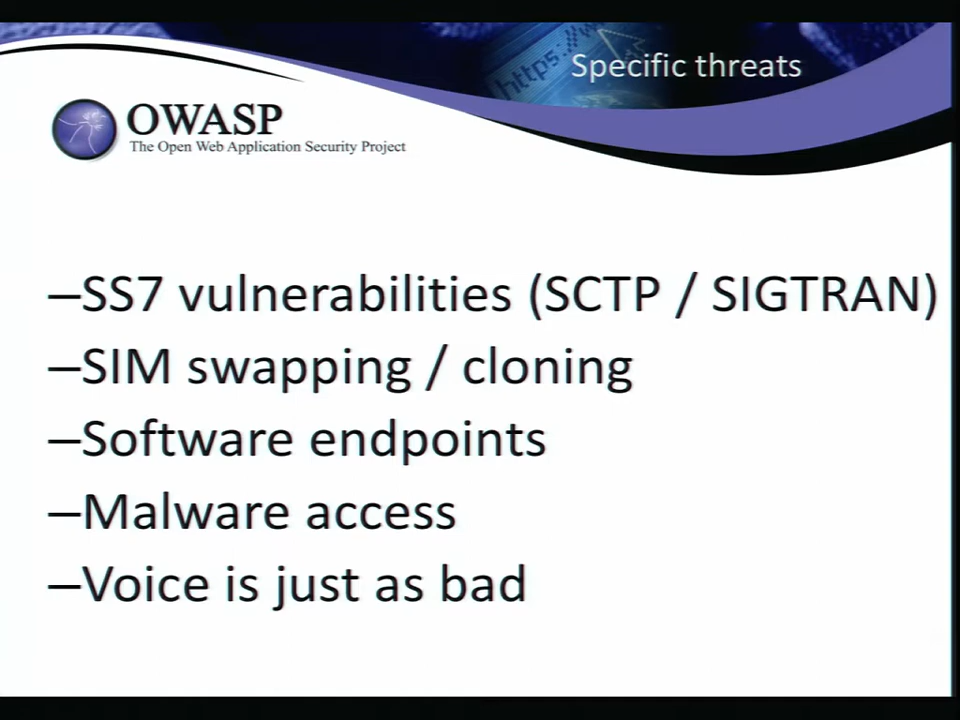 https://w
Specific threats
OWASP
The Open Web Application Security Project
–SS7 vulnerabilities (SCTP / SIGTRAN)
–SIM swapping / cloning
–Software endpoints
–Malware access
–Voice is just as bad